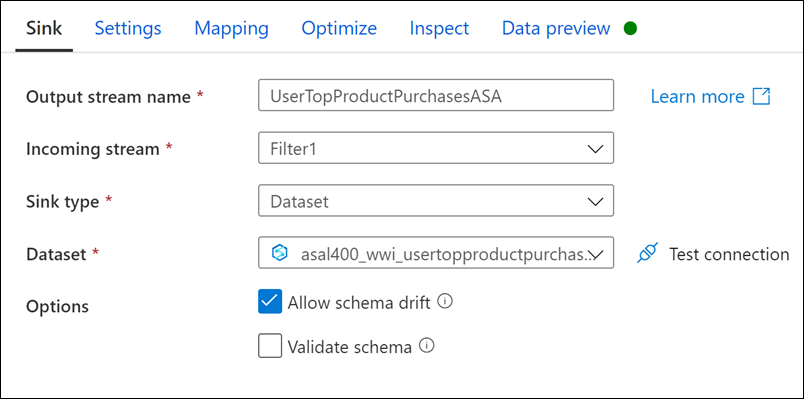 Sink Settings Mapping Optimize Inspect Data preview
Output stream name * UserTopProductPurchasesASA Learn more
Incoming stream * Filter1
Sink type * Dataset
Dataset * asal400_wwi_usertopproductpurchas... Test connection
Options Allow schema drift
Validate schema